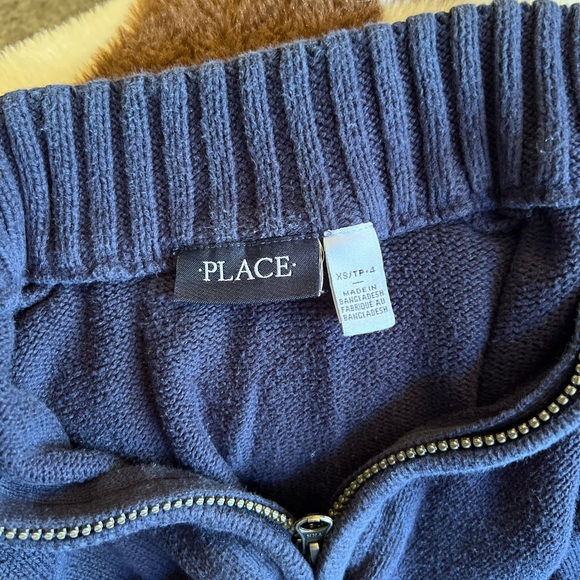 ·PLACE·
XS/TP·4
MADE IN
BANGLADESH
FABRIQUÉ AU
BANGLADESH